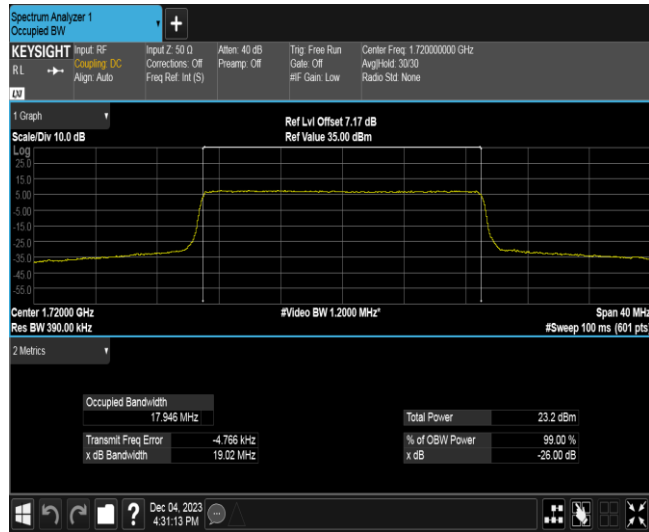 Spectrum Analyzer 1
Occupied BW
+
KEYSIGHT Input: RF Input Z: 50 Ω Atten: 40 dB Trig: Free Run Center Freq: 1.720000000 GHz
RL Coupling: DC Corrections: Off Preamp: Off Gate: Off Avg|Hold: 30/30
Align: Auto Freq Ref: Int (S) #IF Gain: Low Radio Std: None
LXI
1 Graph
Ref Lvl Offset 7.17 dB
Scale/Div 10.0 dB Ref Value 35.00 dBm
Log
25.0
15.0
5.00
-5.00
-15.0
-25.0
-35.0
-45.0
-55.0
Center 1.72000 GHz #Video BW 1.2000 MHz* Span 40 MHz
Res BW 390.00 kHz #Sweep 100 ms (601 pts
2 Metrics
Occupied Bandwidth
17.946 MHz Total Power 23.2 dBm
Transmit Freq Error -4.766 kHz % of OBW Power 99.00 %
x dB Bandwidth 19.02 MHz x dB -26.00 dB
? Dec 04, 2023
4:31:13 PM